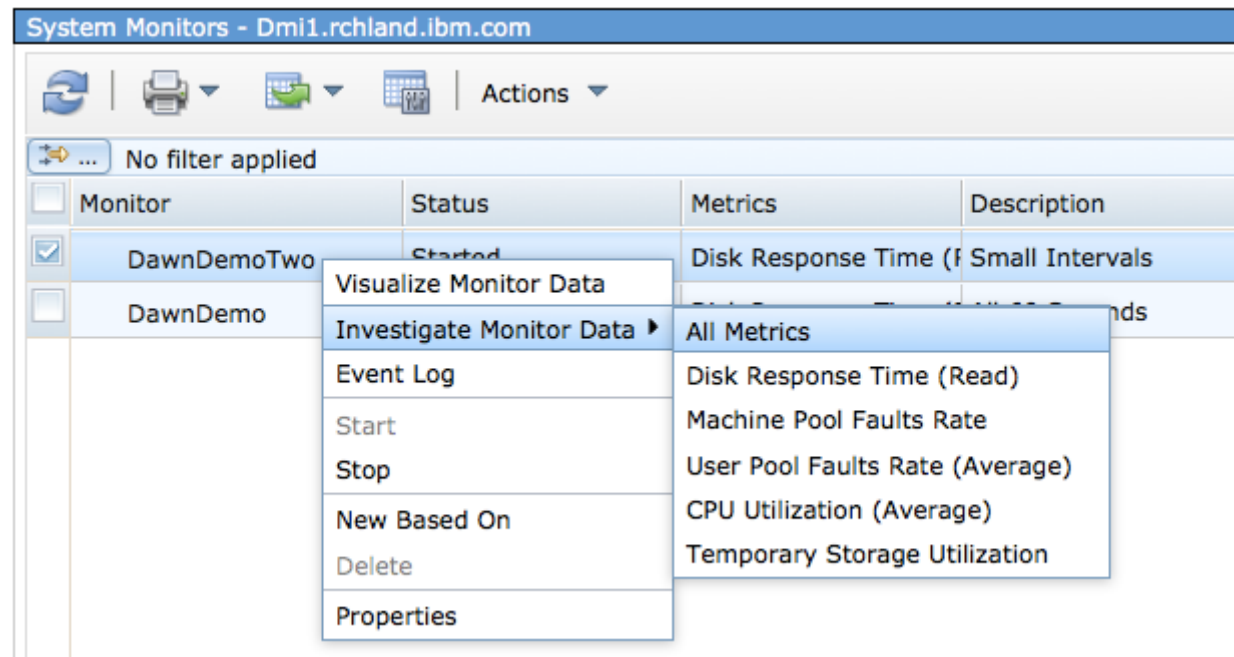 System Monitors - Dmi1.rchland.ibm.com
Actions
... No filter applied
Monitor Status Metrics Description
DawnDemoTwo Started Disk Response Time ( Small Intervals
DawnDemo
Visualize Monitor Data
Investigate Monitor Data
Event Log
Start
Stop
New Based On
Delete
Properties
All Metrics
Disk Response Time (Read)
Machine Pool Faults Rate
User Pool Faults Rate (Average)
CPU Utilization (Average)
Temporary Storage Utilization